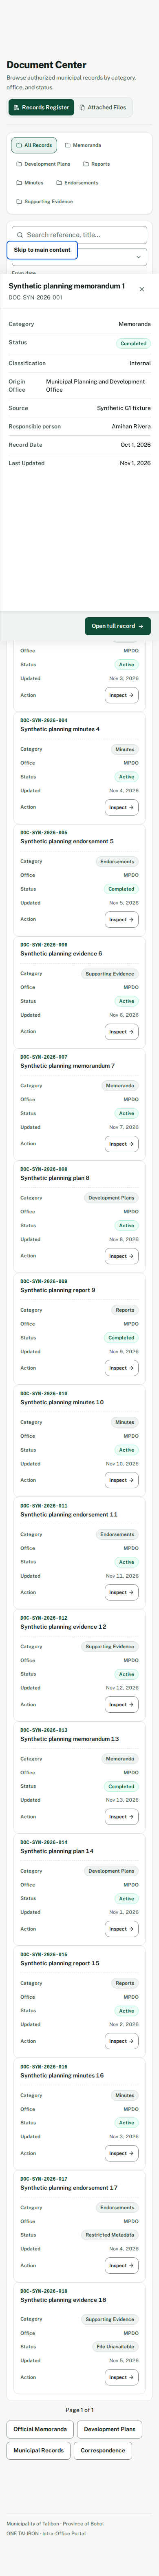 Document Center
Browse authorized municipal records by category,
office, and status.
Records Register
Attached Files
All Records
Memoranda
Development Plans
Reports
Minutes
Endorsements
Supporting Evidence
Search reference, title...
Skip to main content
Synthetic planning memorandum 1
DOC-SYN-2026-001
Category
Memoranda
Status
Completed
Classification
Internal
Origin Office
Municipal Planning and Development Office
Source
Synthetic G1 fixture
Responsible person
Amihan Rivera
Record Date
Oct 1, 2026
Last Updated
Nov 1, 2026
Open full record →
Office
MPDO
Status
Active
Updated
Nov 3, 2026
Action
Inspect →
DOC-SYN-2026-004
Synthetic planning minutes 4
Category
Minutes
Office
MPDO
Status
Active
Updated
Nov 4, 2026
Action
Inspect →
DOC-SYN-2026-005
Synthetic planning endorsement 5
Category
Endorsements
Office
MPDO
Status
Completed
Updated
Nov 5, 2026
Action
Inspect →
DOC-SYN-2026-006
Synthetic planning evidence 6
Category
Supporting Evidence
Office
MPDO
Status
Active
Updated
Nov 6, 2026
Action
Inspect →
DOC-SYN-2026-007
Synthetic planning memorandum 7
Category
Memoranda
Office
MPDO
Status
Active
Updated
Nov 7, 2026
Action
Inspect →
DOC-SYN-2026-008
Synthetic planning plan 8
Category
Development Plans
Office
MPDO
Status
Active
Updated
Nov 8, 2026
Action
Inspect →
DOC-SYN-2026-009
Synthetic planning report 9
Category
Reports
Office
MPDO
Status
Completed
Updated
Nov 9, 2026
Action
Inspect →
DOC-SYN-2026-010
Synthetic planning minutes 10
Category
Minutes
Office
MPDO
Status
Active
Updated
Nov 10, 2026
Action
Inspect →
DOC-SYN-2026-011
Synthetic planning endorsement 11
Category
Endorsements
Office
MPDO
Status
Active
Updated
Nov 11, 2026
Action
Inspect →
DOC-SYN-2026-012
Synthetic planning evidence 12
Category
Supporting Evidence
Office
MPDO
Status
Active
Updated
Nov 12, 2026
Action
Inspect →
DOC-SYN-2026-013
Synthetic planning memorandum 13
Category
Memoranda
Office
MPDO
Status
Completed
Updated
Nov 13, 2026
Action
Inspect →
DOC-SYN-2026-014
Synthetic planning plan 14
Category
Development Plans
Office
MPDO
Status
Active
Updated
Nov 1, 2026
Action
Inspect →
DOC-SYN-2026-015
Synthetic planning report 15
Category
Reports
Office
MPDO
Status
Active
Updated
Nov 2, 2026
Action
Inspect →
DOC-SYN-2026-016
Synthetic planning minutes 16
Category
Minutes
Office
MPDO
Status
Active
Updated
Nov 3, 2026
Action
Inspect →
DOC-SYN-2026-017
Synthetic planning endorsement 17
Category
Endorsements
Office
MPDO
Status
Restricted Metadata
Updated
Nov 4, 2026
Action
Inspect →
DOC-SYN-2026-018
Synthetic planning evidence 18
Category
Supporting Evidence
Office
MPDO
Status
File Unavailable
Updated
Nov 5, 2026
Action
Inspect →
Page 1 of 1
Official Memoranda
Development Plans
Municipal Records
Correspondence
Municipality of Talibon · Province of Bohol
ONE TALIBON · Intra-Office Portal